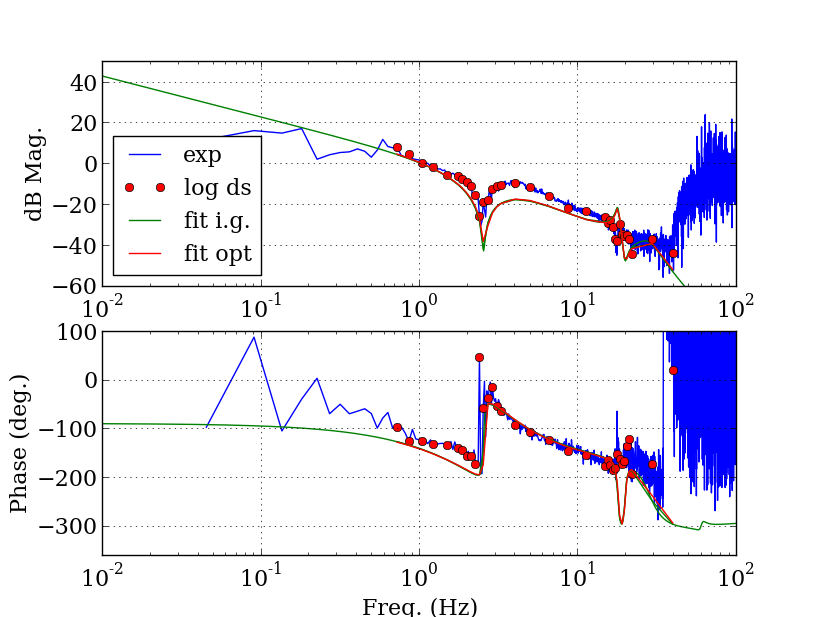 40
20
0
−20
−40
−60
dB Mag.
exp
log ds
fit i.g.
fit opt
10^-2 10^-1 10^0 10^1 10^2
100
0
−100
−200
−300
Phase (deg.)
10^-2 10^-1 10^0 10^1 10^2
Freq. (Hz)